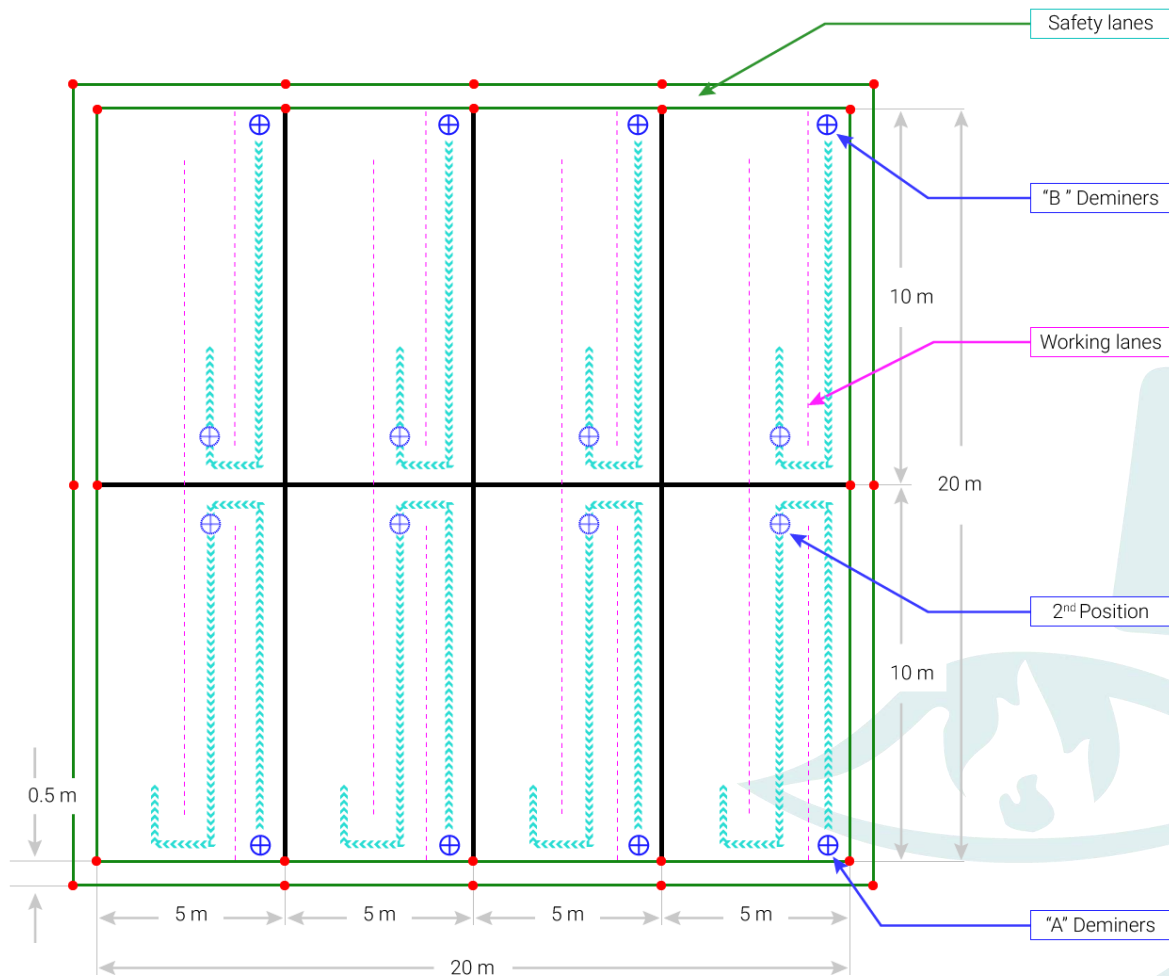 Safety lanes
“B ” Deminers
10 m
Working lanes
20 m
2nd Position
10 m
0.5 m
“A” Deminers
5 m
5 m
5 m
5 m
20 m